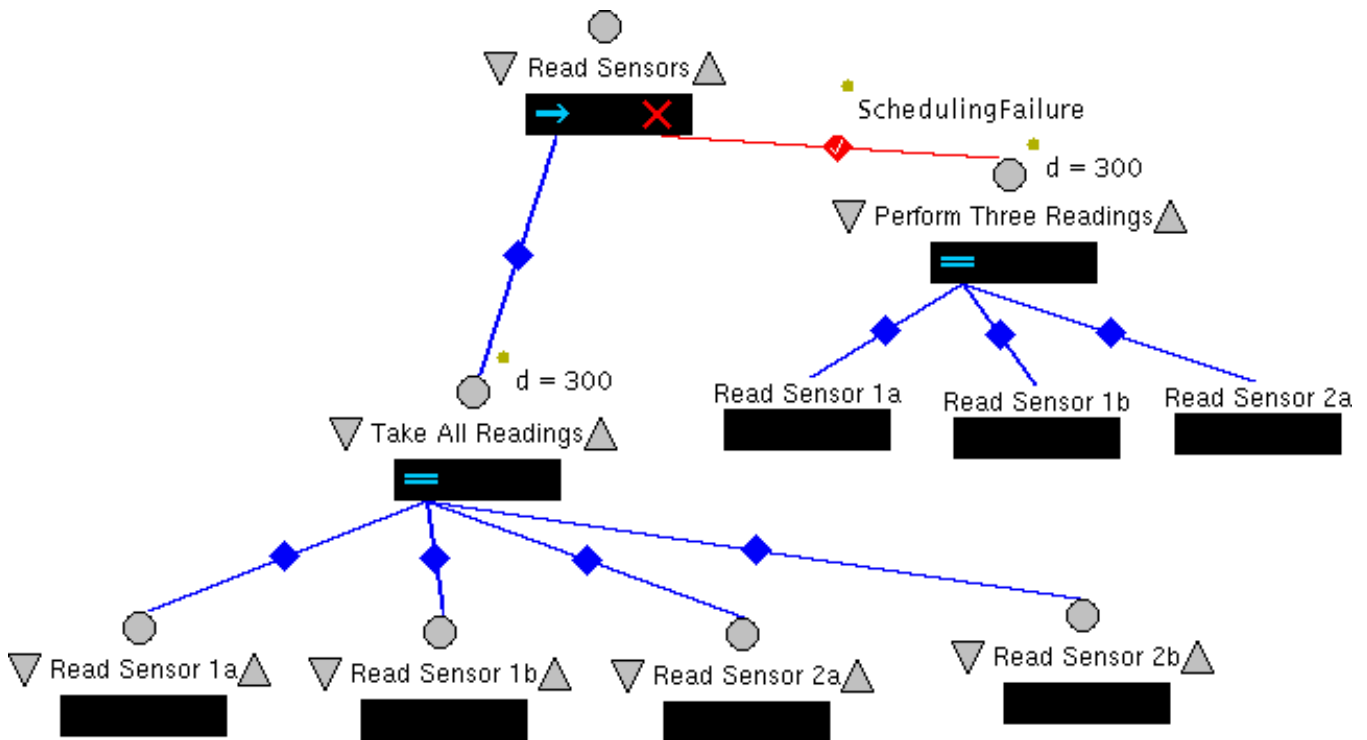 Read Sensors
SchedulingFailure
d = 300
Perform Three Readings
Read Sensor 1a
Read Sensor 1b
Read Sensor 2a
d = 300
Take All Readings
Read Sensor 1a
Read Sensor 1b
Read Sensor 2a
Read Sensor 2b